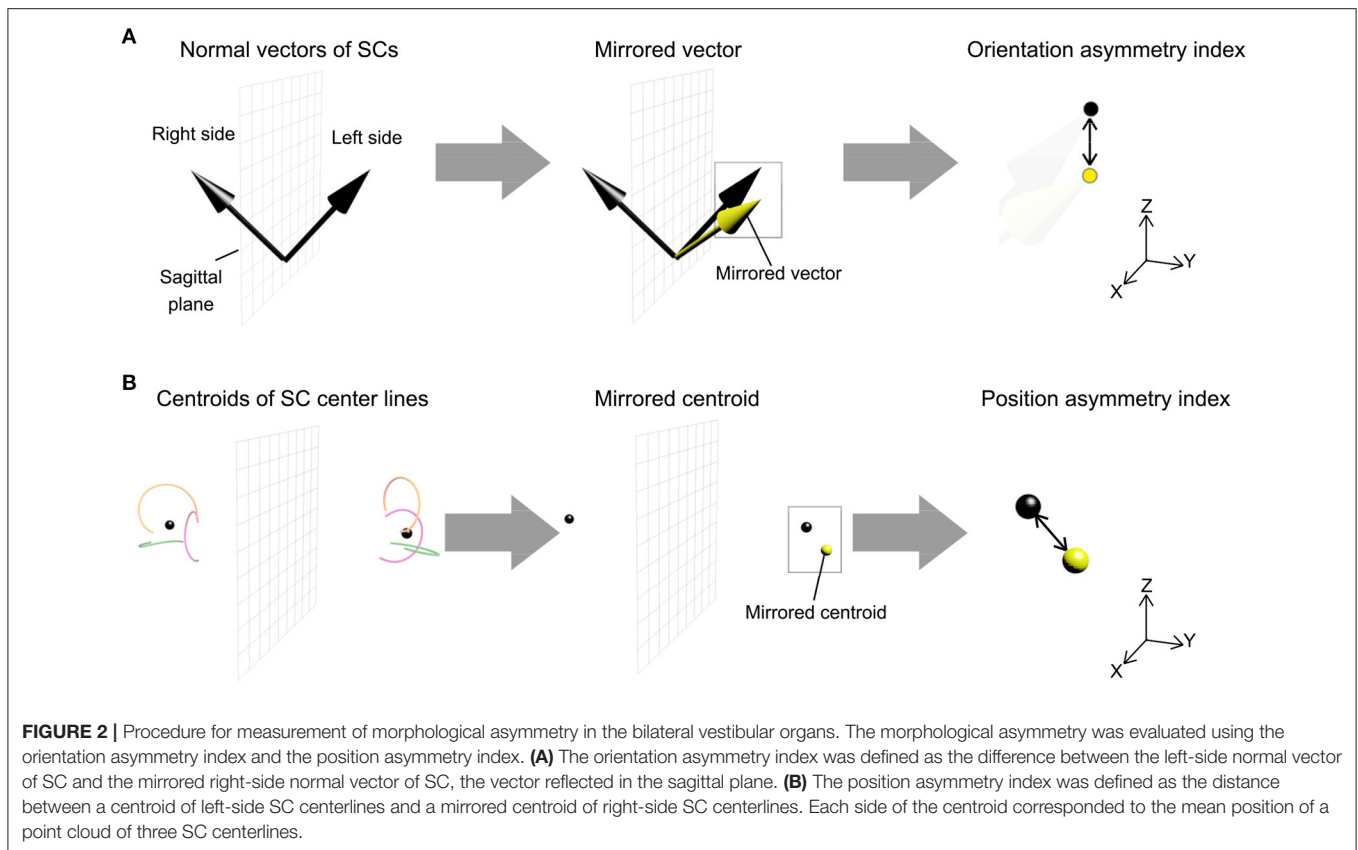 A
Normal vectors of SCs
Mirrored vector
Orientation asymmetry index
Right side
Left side
Sagittal
plane
Mirrored vector
Z
Y
X
B
Centroids of SC center lines
Mirrored centroid
Position asymmetry index
Mirrored centroid
Z
Y
X
FIGURE 2 | Procedure for measurement of morphological asymmetry in the bilateral vestibular organs. The morphological asymmetry was evaluated using the
orientation asymmetry index and the position asymmetry index. (A) The orientation asymmetry index was defined as the difference between the left-side normal vector
of SC and the mirrored right-side normal vector of SC, the vector reflected in the sagittal plane. (B) The position asymmetry index was defined as the distance
between a centroid of left-side SC centerlines and a mirrored centroid of right-side SC centerlines. Each side of the centroid corresponded to the mean position of a
point cloud of three SC centerlines.